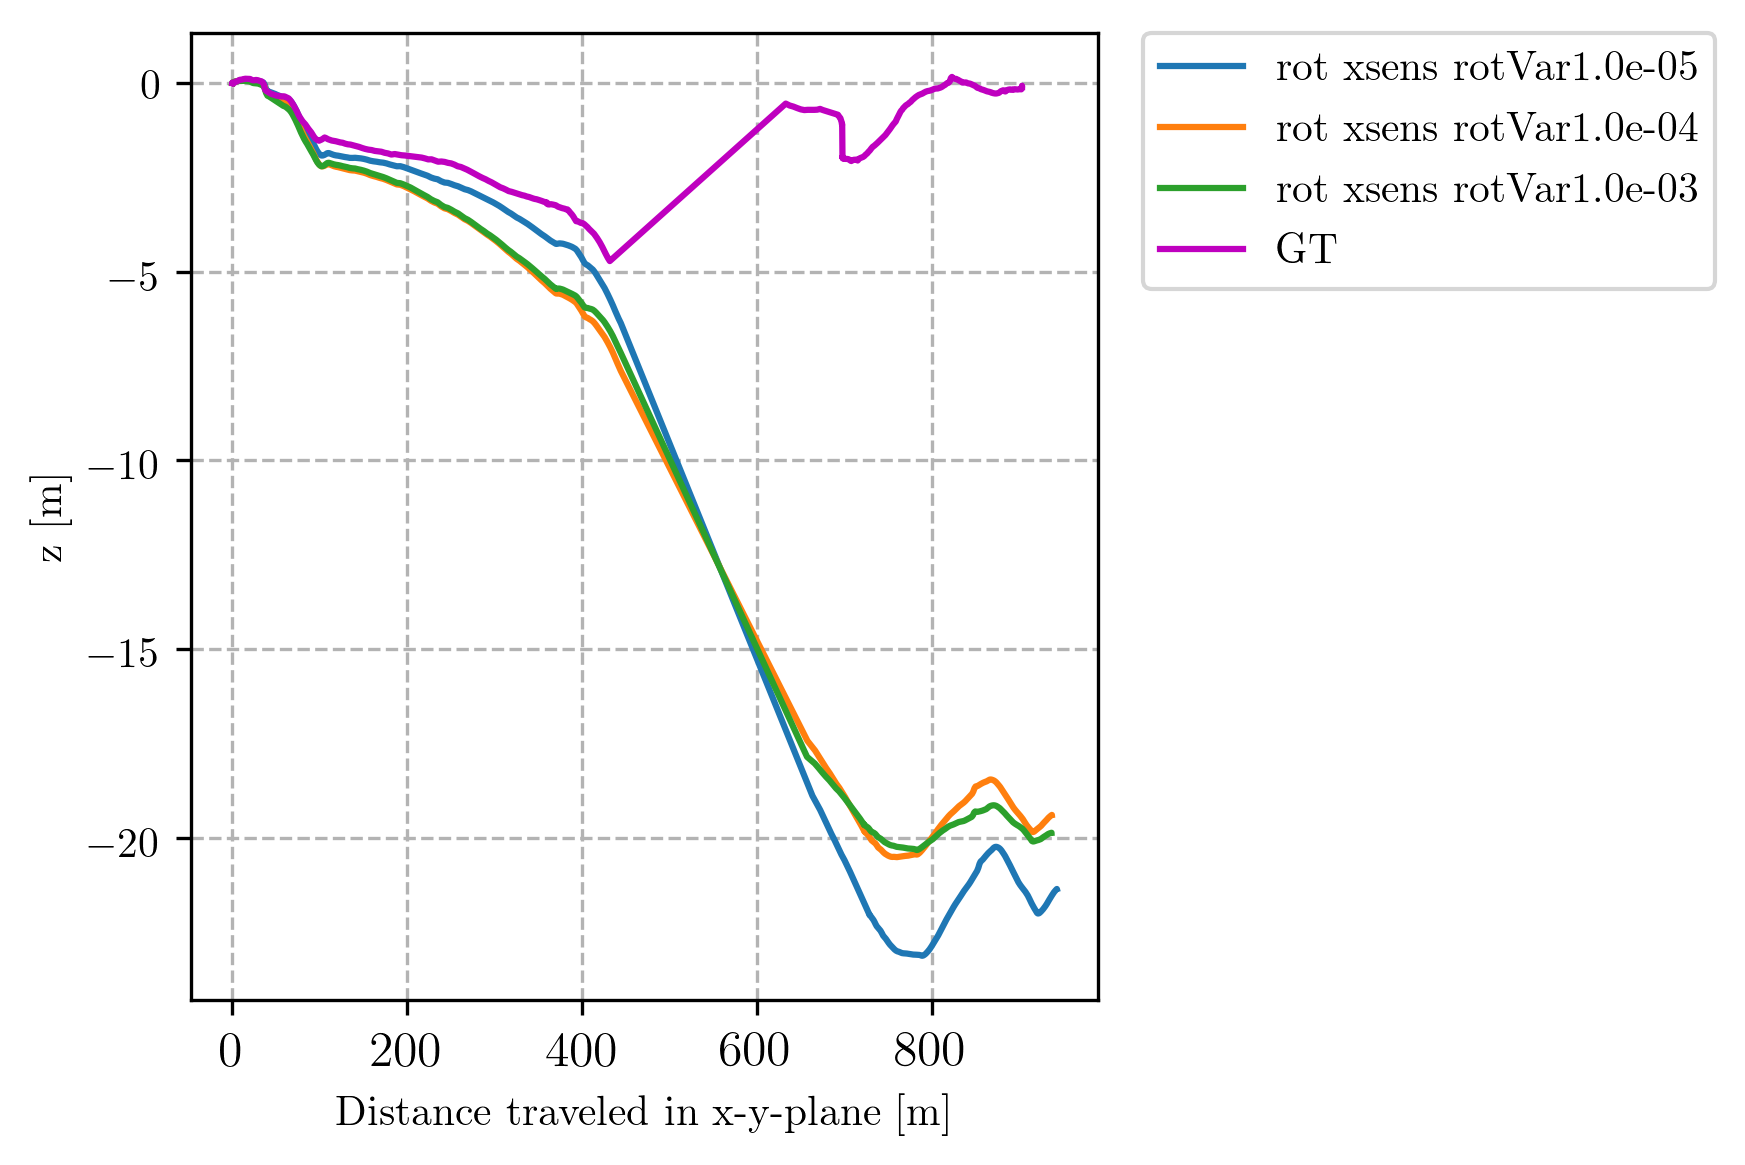 0
−5
−10
−15
−20
z [m]
0 200 400 600 800
Distance traveled in x-y-plane [m]
rot xsens rotVar1.0e-05
rot xsens rotVar1.0e-04
rot xsens rotVar1.0e-03
GT